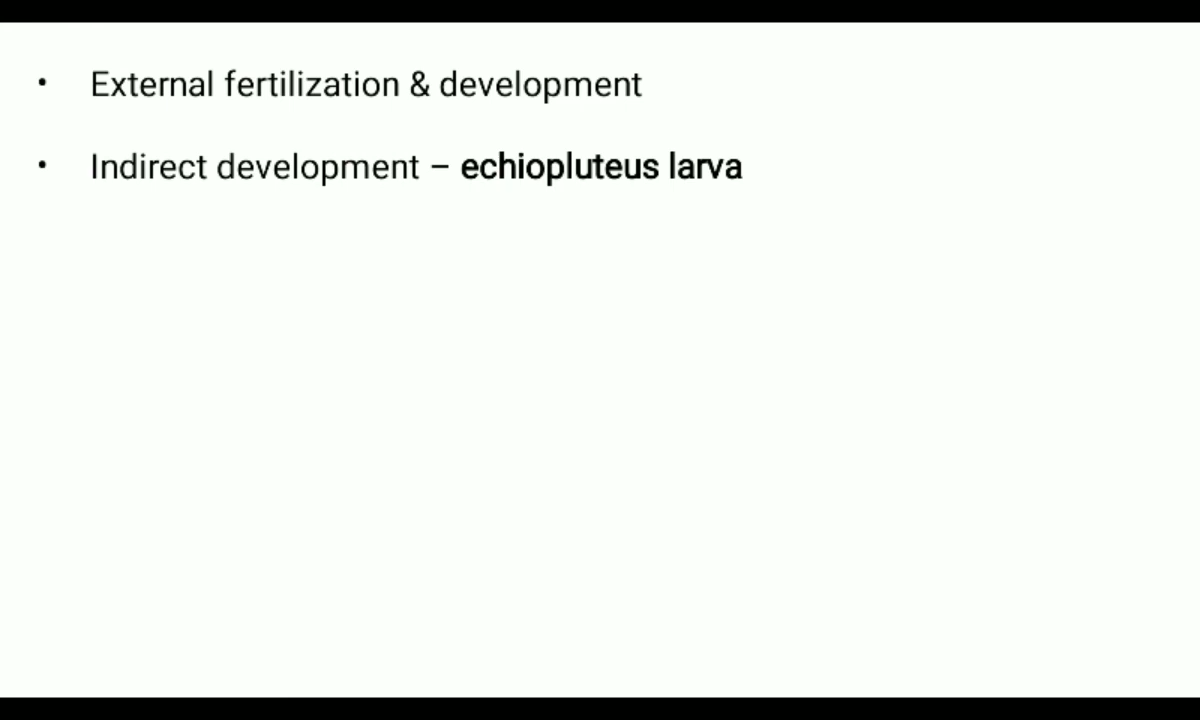 • External fertilization & development
• Indirect development – echiopluteus larva